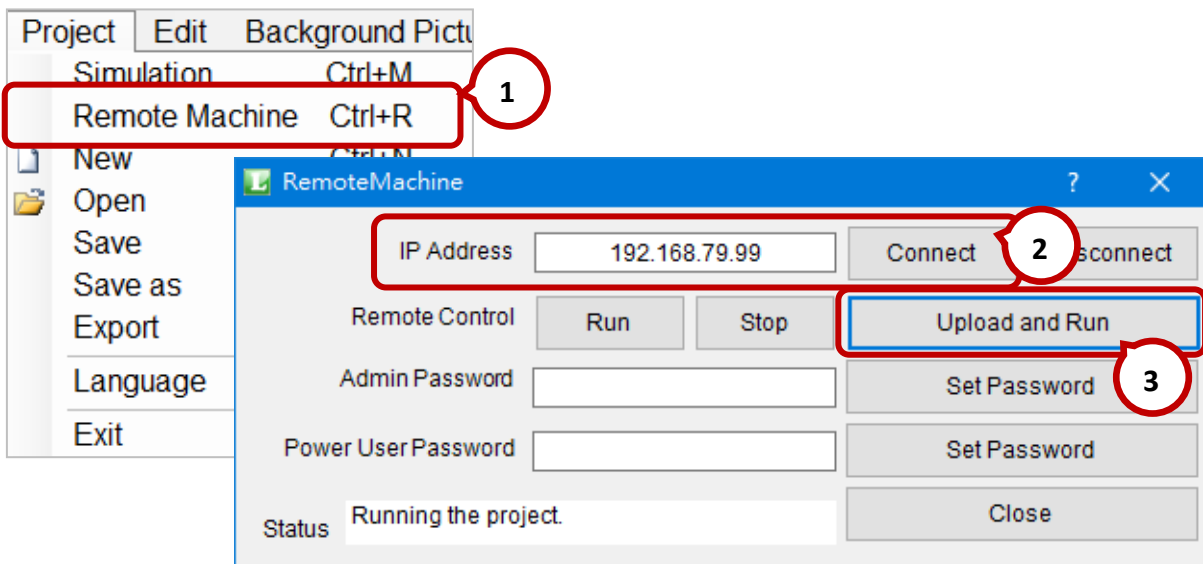 Project Edit Background Pictu
Simulation Ctrl+M
Remote Machine Ctrl+R
1
New Ctrl+N
Open
Save
Save as
Export
Language
Exit
RemoteMachine ? ×
IP Address 192.168.79.99 Connect 2 sconnect
Remote Control Run Stop Upload and Run
3
Admin Password Set Password
Power User Password Set Password
Status Running the project. Close